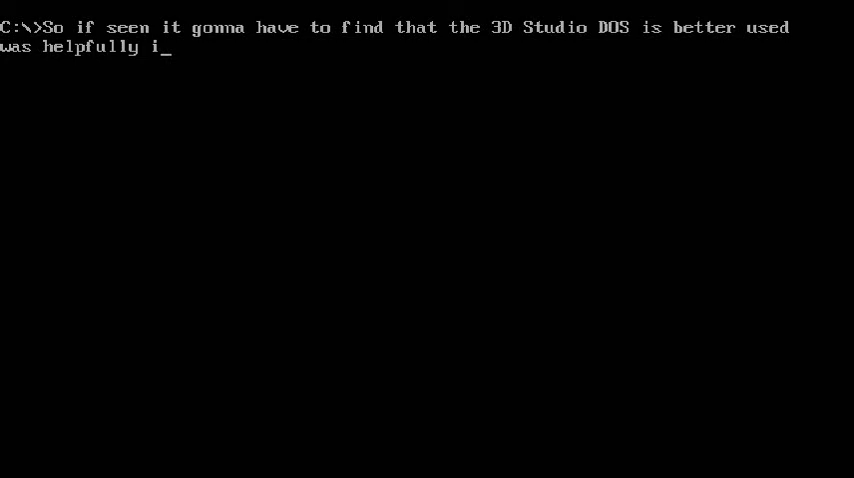 C:\>So if seen it gonna have to find that the 3D Studio DOS is better used
was helpfully i_